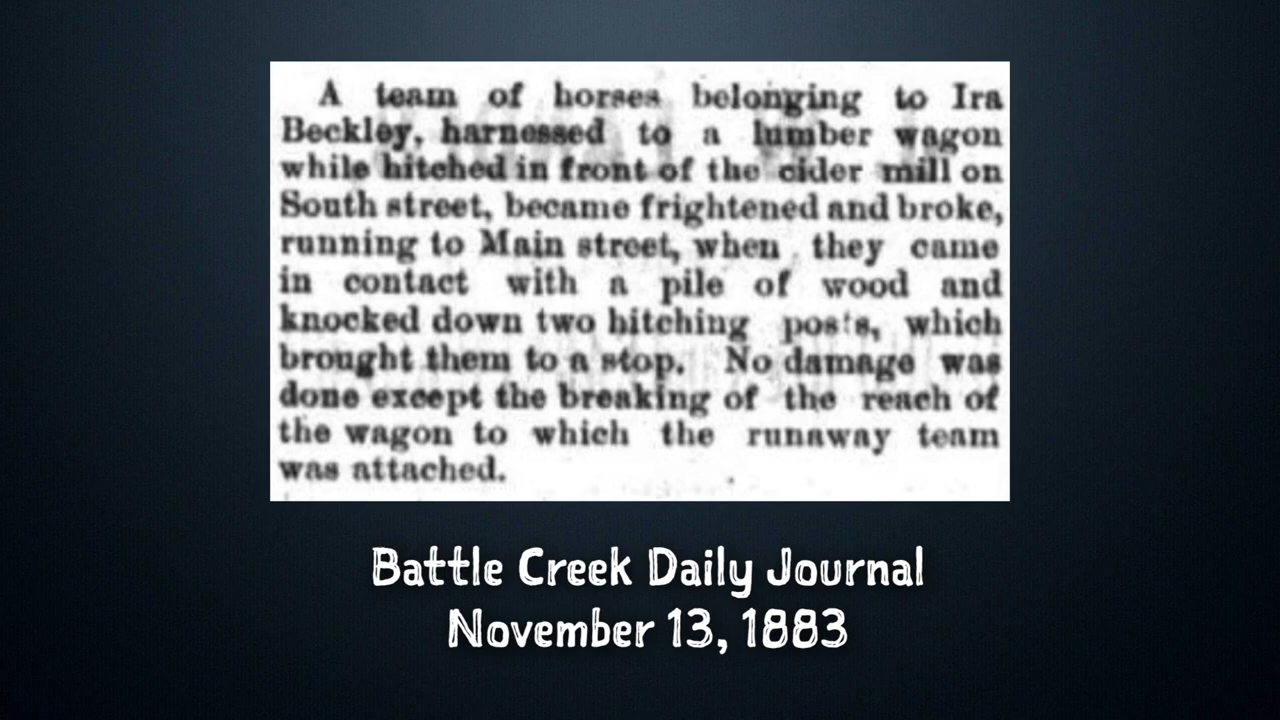 A team of horses belonging to Ira
Beckley, harnessed to a lumber wagon
while hitched in front of the cider mill on
South street, became frightened and broke,
running to Main street, when they came
in contact with a pile of wood and
knocked down two hitching posts, which
brought them to a stop. No damage was
done except the breaking of the reach of
the wagon to which the runaway team
was attached.
Battle Creek Daily Journal
November 13, 1883